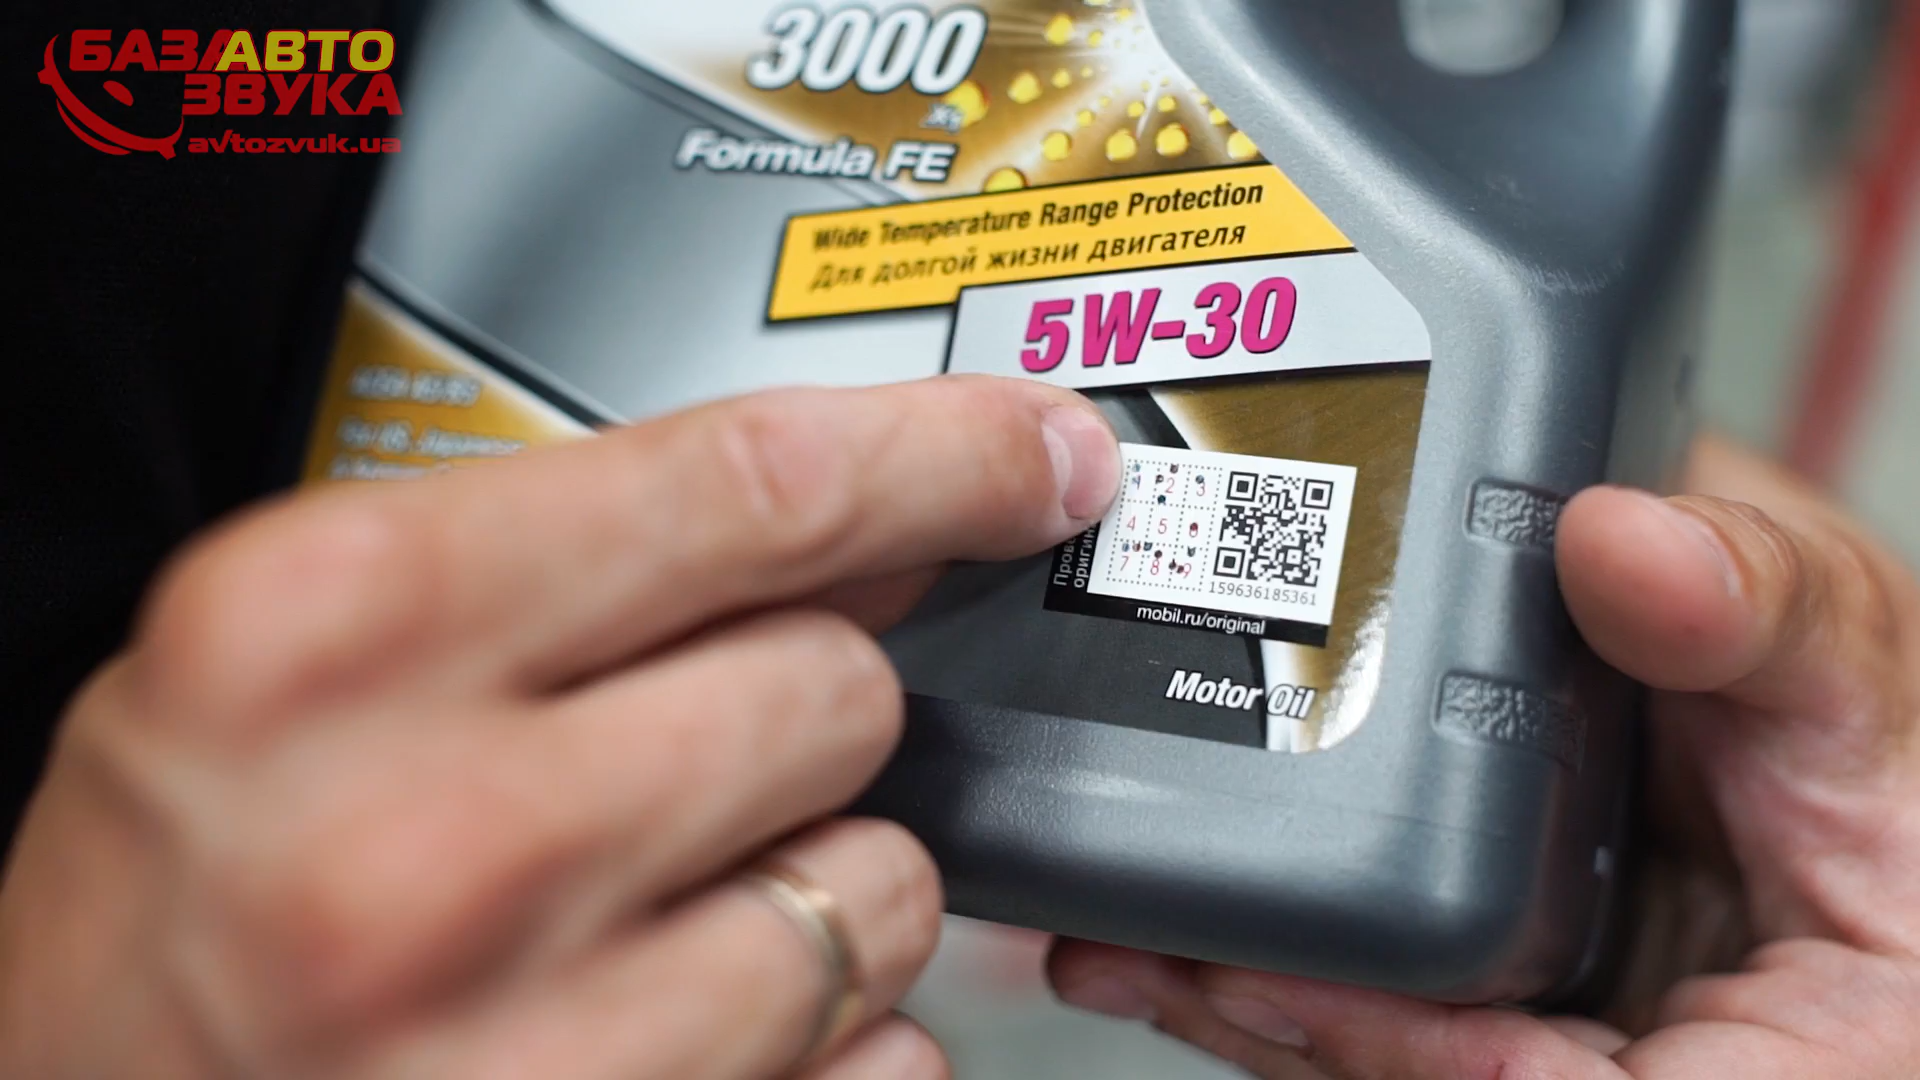 БАЗА АВТО
ЗВУКА
avtozvuk.ua
3000
X1
Formula FE
Wide Temperature Range Protection
Для долгой жизни двигателя
5W-30
1 2 3
4 5 6
7 8 9
159636185361
mobil.ru/original
Motor Oil